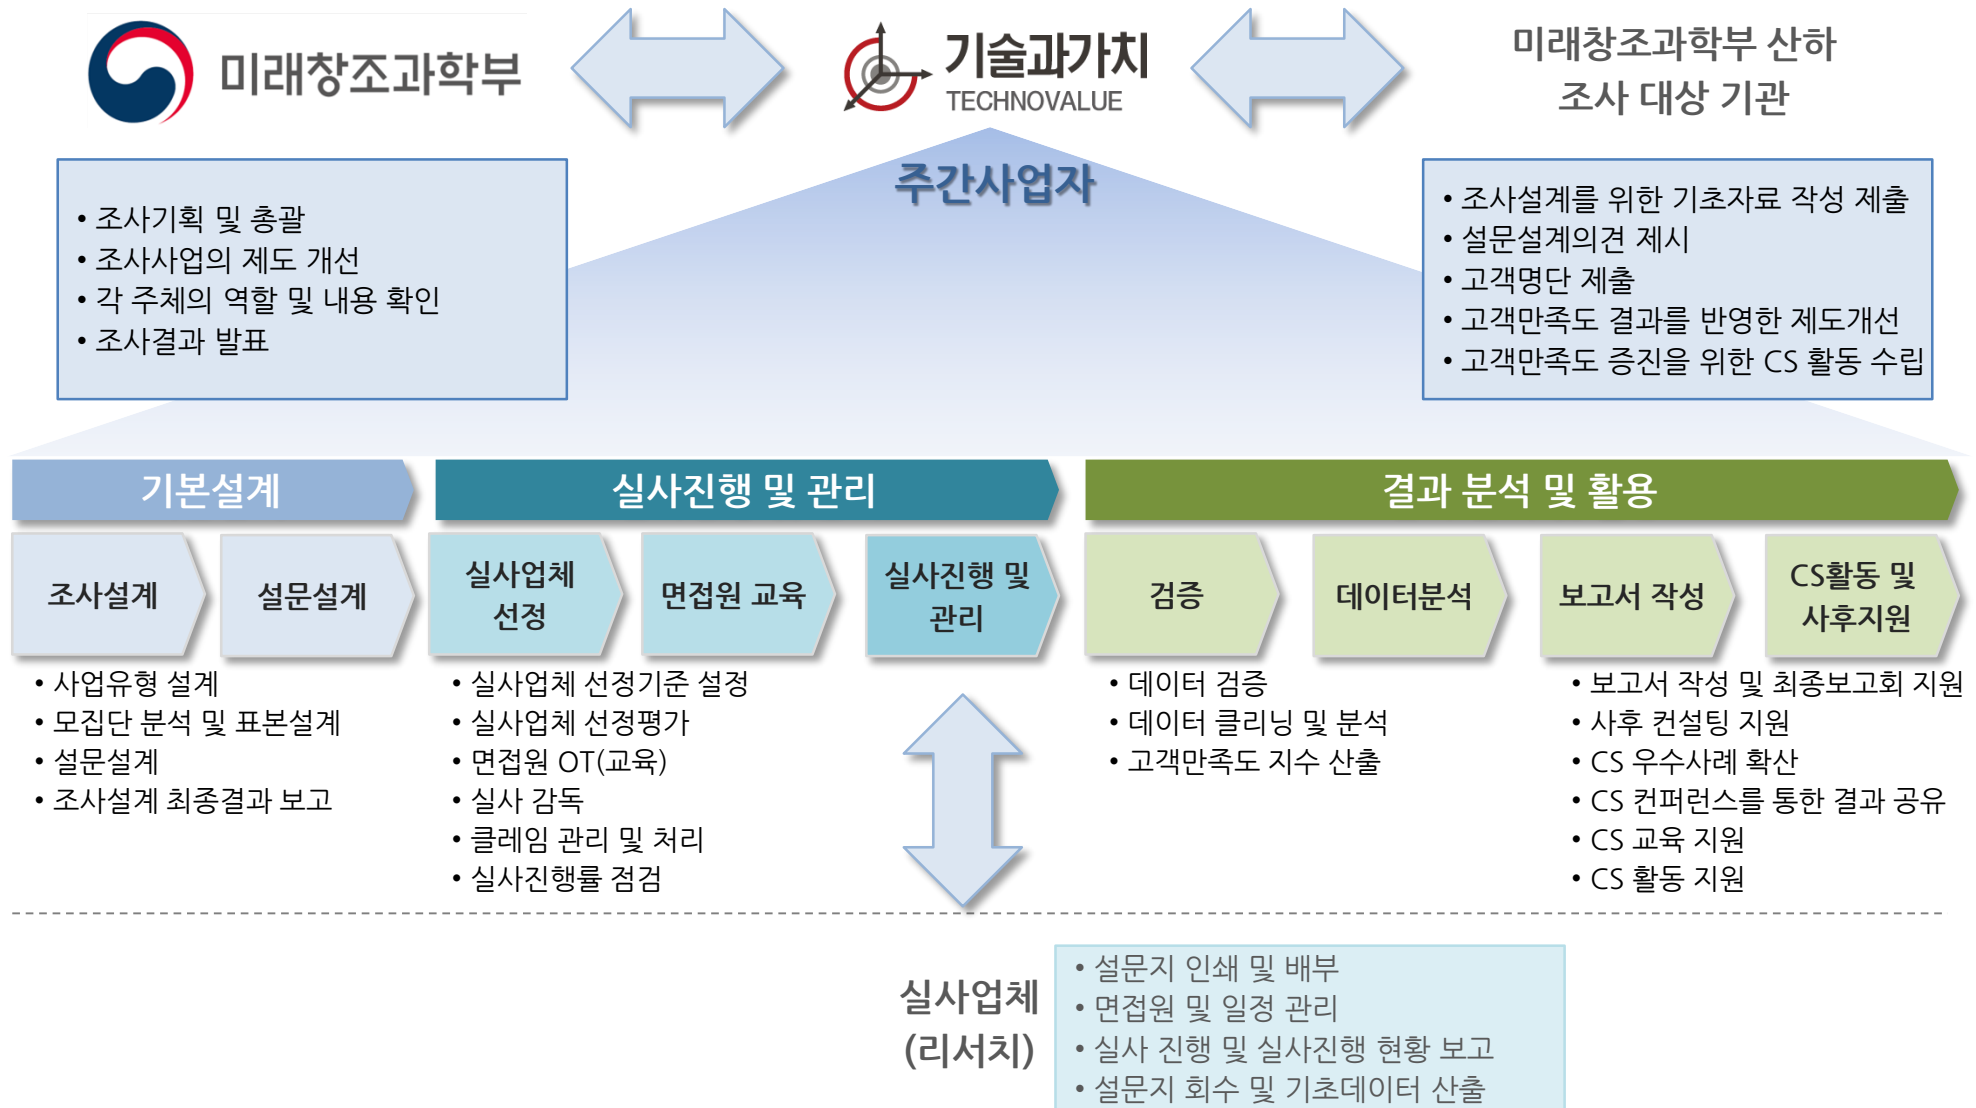 미래창조과학부
기술과가치
TECHNOVALUE
미래창조과학부 산하
조사 대상 기관
주간사업자
• 조사기획 및 총괄
• 조사사업의 제도 개선
• 각 주체의 역할 및 내용 확인
• 조사결과 발표
• 조사설계를 위한 기초자료 작성 제출
• 설문설계의견 제시
• 고객명단 제출
• 고객만족도 결과를 반영한 제도개선
• 고객만족도 증진을 위한 CS 활동 수립
기본설계
실사진행 및 관리
결과 분석 및 활용
조사설계
설문설계
실사업체
선정
면접원 교육
실사진행 및
관리
검증
데이터분석
보고서 작성
CS활동 및
사후지원
• 사업유형 설계
• 모집단 분석 및 표본설계
• 설문설계
• 조사설계 최종결과 보고
• 실사업체 선정기준 설정
• 실사업체 선정평가
• 면접원 OT(교육)
• 실사 감독
• 클레임 관리 및 처리
• 실사진행률 점검
• 데이터 검증
• 데이터 클리닝 및 분석
• 고객만족도 지수 산출
• 보고서 작성 및 최종보고회 지원
• 사후 컨설팅 지원
• CS 우수사례 확산
• CS 컨퍼런스를 통한 결과 공유
• CS 교육 지원
• CS 활동 지원
실사업체
(리서치)
• 설문지 인쇄 및 배부
• 면접원 및 일정 관리
• 실사 진행 및 실사진행 현황 보고
• 설문지 회수 및 기초데이터 산출